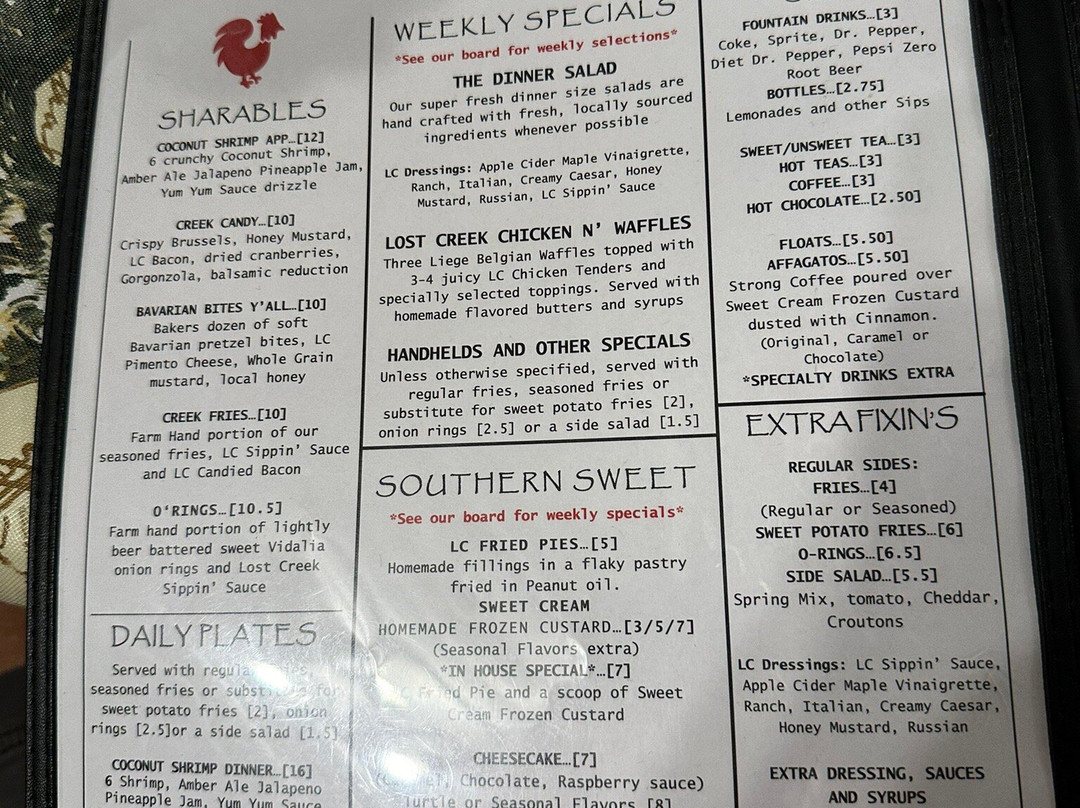 SHARABLES
COCONUT SHRIMP APP…[12]
6 crunchy Coconut Shrimp,
Amber Ale Jalapeno Pineapple Jam,
Yum Yum Sauce drizzle
CREEK CANDY…[10]
Crispy Brussels, Honey Mustard,
LC Bacon, dried cranberries,
Gorgonzola, balsamic reduction
BAVARIAN BITES Y'ALL…[10]
Bakers dozen of soft
Bavarian pretzel bites, LC
Pimento Cheese, Whole Grain
mustard, local honey
CREEK FRIES…[10]
Farm Hand portion of our
seasoned fries, LC Sippin' Sauce
and LC Candied Bacon
O'RINGS…[10.5]
Farm hand portion of lightly
beer battered sweet Vidalia
onion rings and Lost Creek
Sippin' Sauce
DAILY PLATES
Served with
seasoned fries or for
sweet potato fries [2], onion
rings [2.5]or a side salad [1.5]
COCONUT SHRIMP DINNER…[16]
6 Shrimp, Amber Ale Jalapeno
Pineapple Jam, Yum Yum Sauce
WEEKLY SPECIALS
*See our board for weekly selections*
THE DINNER SALAD
Our super fresh dinner size salads are
hand crafted with fresh, locally sourced
ingredients whenever possible
LC Dressings: Apple Cider Maple Vinaigrette,
Ranch, Italian, Creamy Caesar, Honey
Mustard, Russian, LC Sippin' Sauce
LOST CREEK CHICKEN N' WAFFLES
Three Liege Belgian Waffles topped with
3-4 juicy LC Chicken Tenders and
specially selected toppings. Served with
homemade flavored butters and syrups
HANDHELDS AND OTHER SPECIALS
Unless otherwise specified, served with
regular fries, seasoned fries or
substitute for sweet potato fries [2],
onion rings [2.5] or a side salad [1.5]
SOUTHERN SWEET
*See our board for weekly specials*
LC FRIED PIES…[5]
Homemade fillings in a flaky pastry
fried in Peanut oil.
SWEET CREAM
HOMEMADE FROZEN CUSTARD…[3/5/7]
(Seasonal Flavors extra)
*IN HOUSE SPECIAL*…[7]
Fried Pie and a scoop of Sweet
Cream Frozen Custard
CHEESECAKE…[7]
Chocolate, Raspberry sauce)
Turtle or Seasonal Flavors [8]
FOUNTAIN DRINKS…[3]
Coke, Sprite, Dr. Pepper,
Diet Dr. Pepper, Pepsi Zero
Root Beer
BOTTLES…[2.75]
Lemonades and other Sips
SWEET/UNSWEET TEA…[3]
HOT TEAS…[3]
COFFEE…[3]
HOT CHOCOLATE…[2.50]
FLOATS…[5.50]
AFFAGATOS…[5.50]
Strong Coffee poured over
Sweet Cream Frozen Custard
dusted with Cinnamon.
(Original, Caramel or
Chocolate)
*SPECIALTY DRINKS EXTRA
EXTRA FIXIN'S
REGULAR SIDES:
FRIES…[4]
(Regular or Seasoned)
SWEET POTATO FRIES…[6]
O-RINGS…[6.5]
SIDE SALAD…[5.5]
Spring Mix, tomato, Cheddar,
Croutons
LC Dressings: LC Sippin' Sauce,
Apple Cider Maple Vinaigrette,
Ranch, Italian, Creamy Caesar,
Honey Mustard, Russian
EXTRA DRESSING, SAUCES
AND SYRUPS